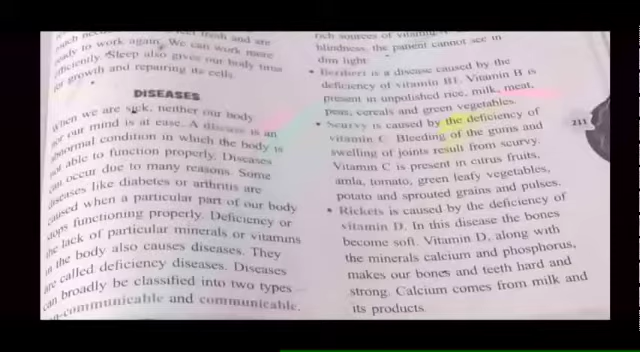 fresh and are
ready to work again. We can work more
efficiently. Sleep also gives our body time
for growth and repairing its cells.
DISEASES
When we are sick, neither our body
nor our mind is at ease. A disease is an
abnormal condition in which the body is
not able to function properly. Diseases
can occur due to many reasons. Some
diseases like diabetes or arthritis are
caused when a particular part of our body
stops functioning properly. Deficiency or
the lack of particular minerals or vitamins
in the body also causes diseases. They
are called deficiency diseases. Diseases
can broadly be classified into two types
non-communicable and communicable.
rich sources of vitamin
blindness, the patient cannot see in
dim light
• Beriberi is a disease caused by the
deficiency of vitamin B1. Vitamin B is
present in unpolished rice, milk, meat,
peas, cereals and green vegetables.
• Scurvy is caused by the deficiency of
vitamin C. Bleeding of the gums and
swelling of joints result from scurvy.
Vitamin C is present in citrus fruits,
amla, tomato, green leafy vegetables,
potato and sprouted grains and pulses.
• Rickets is caused by the deficiency of
vitamin D. In this disease the bones
become soft. Vitamin D, along with
the minerals calcium and phosphorus,
makes our bones and teeth hard and
strong. Calcium comes from milk and
its products.
211